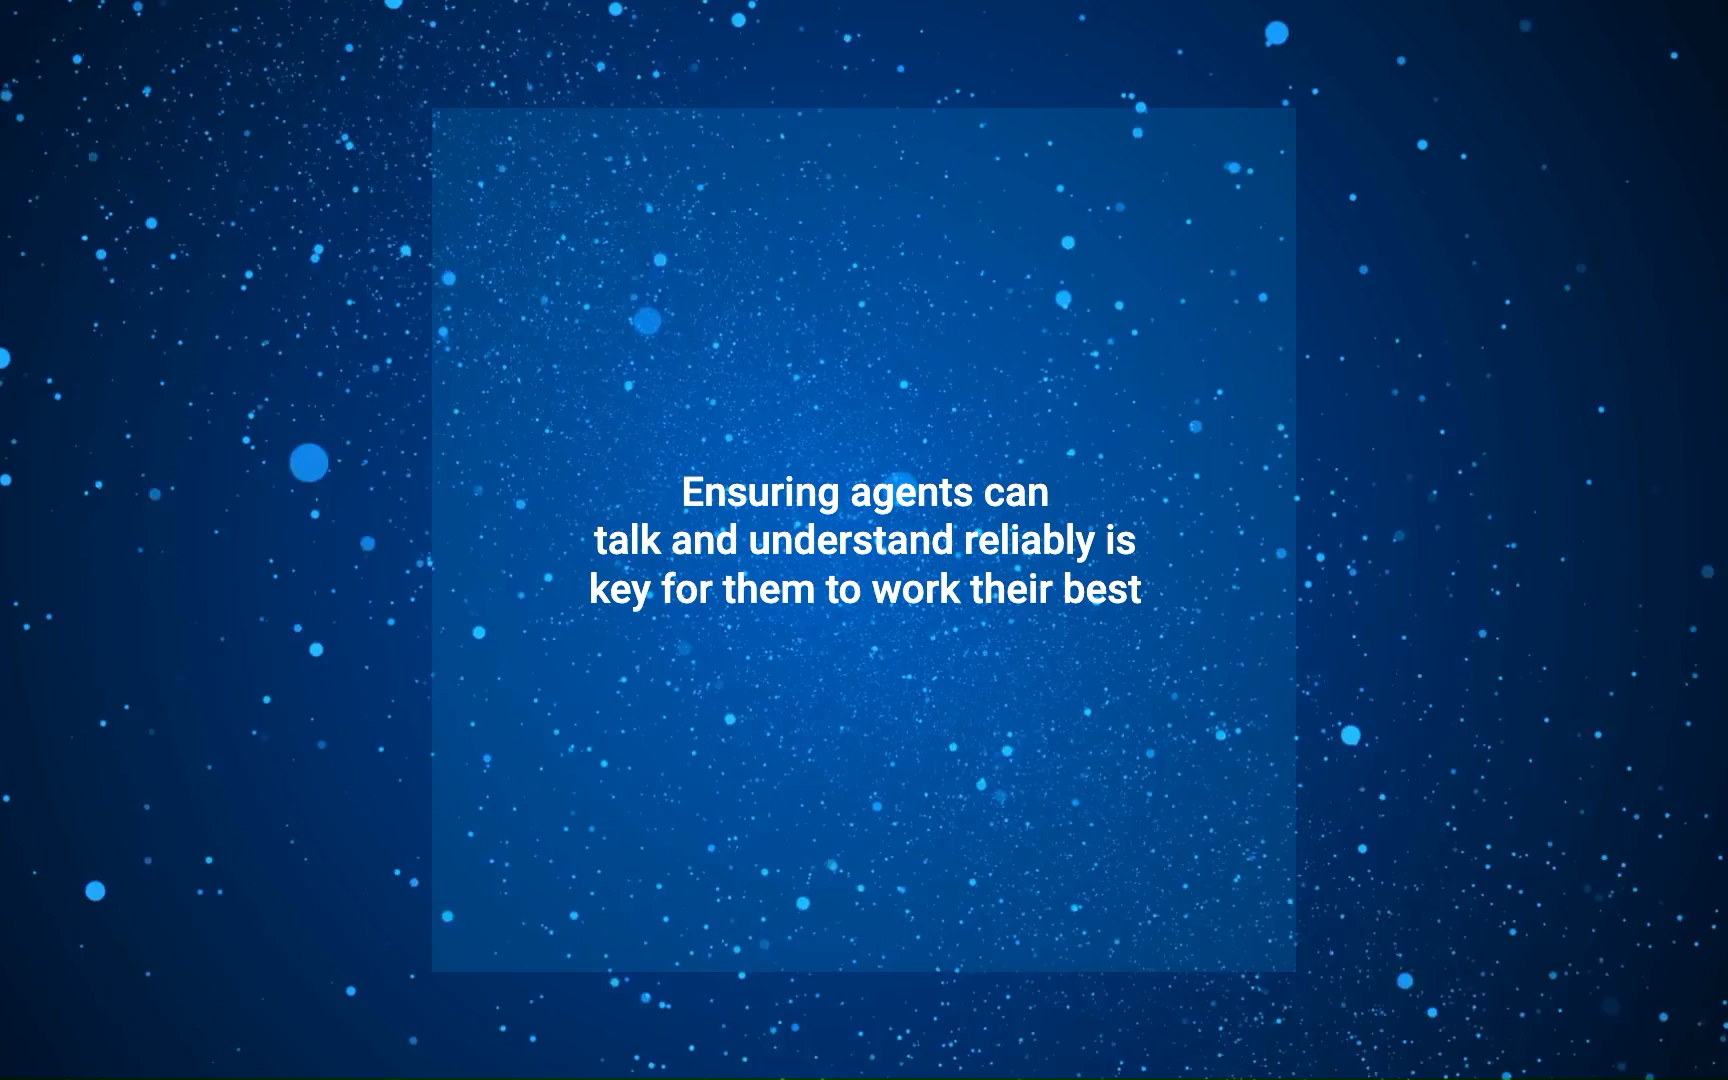 Ensuring agents can
talk and understand reliably is
key for them to work their best